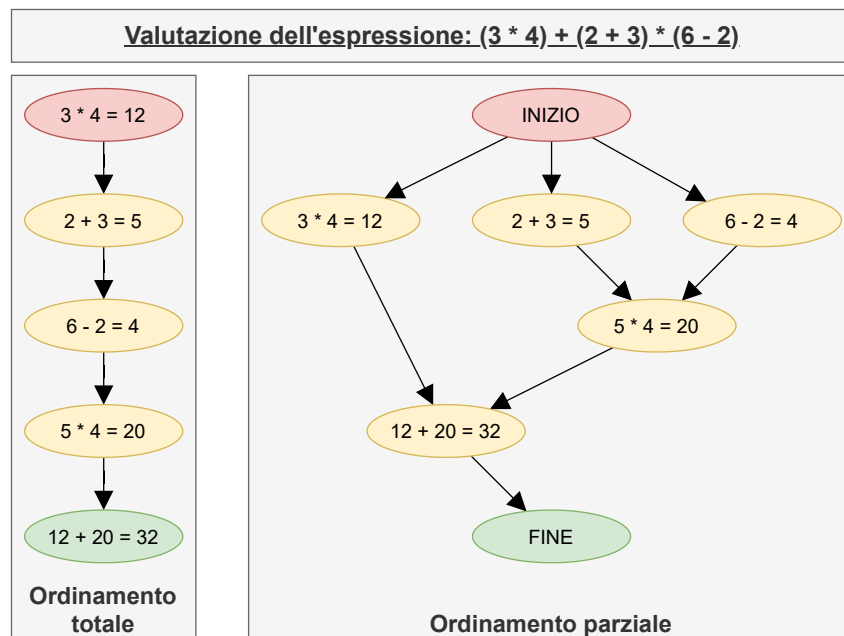 Valutazione dell'espressione: (3 * 4) + (2 + 3) * (6 - 2)
3 * 4 = 12
2 + 3 = 5
6 - 2 = 4
5 * 4 = 20
12 + 20 = 32
Ordinamento
totale
INIZIO
3 * 4 = 12
2 + 3 = 5
6 - 2 = 4
5 * 4 = 20
12 + 20 = 32
FINE
Ordinamento parziale